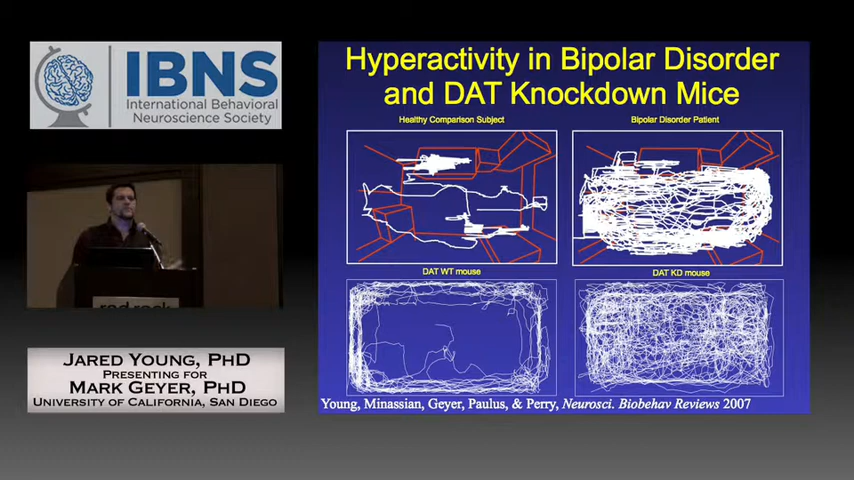 IBNS
International Behavioral
Neuroscience Society
Hyperactivity in Bipolar Disorder
and DAT Knockdown Mice
Healthy Comparison Subject
Bipolar Disorder Patient
DAT WT mouse
DAT KD mouse
Young, Minassian, Geyer, Paulus, & Perry, Neurosci. Biobehav Reviews 2007
red rock
JARED YOUNG, PHD
PRESENTING FOR
MARK GEYER, PHD
UNIVERSITY OF CALIFORNIA, SAN DIEGO